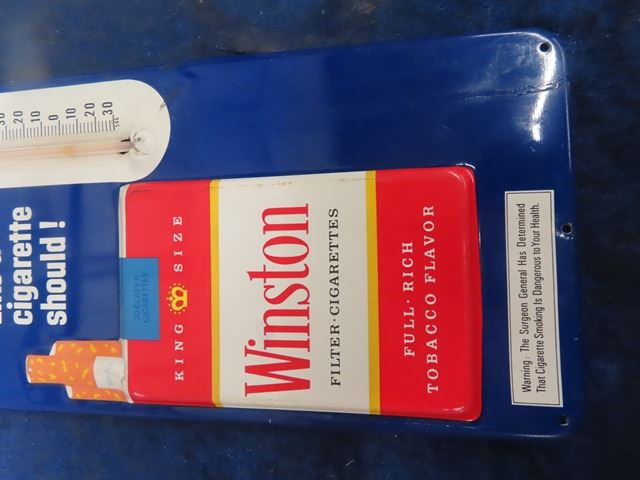 30
20
10
0
10
20
30
cigarette
should!
KING SIZE
20 CLASS A
CIGARETTES
Winston
FILTER·CIGARETTES
FULL·RICH
TOBACCO FLAVOR
Warning: The Surgeon General Has Determined
That Cigarette Smoking Is Dangerous to Your Health.